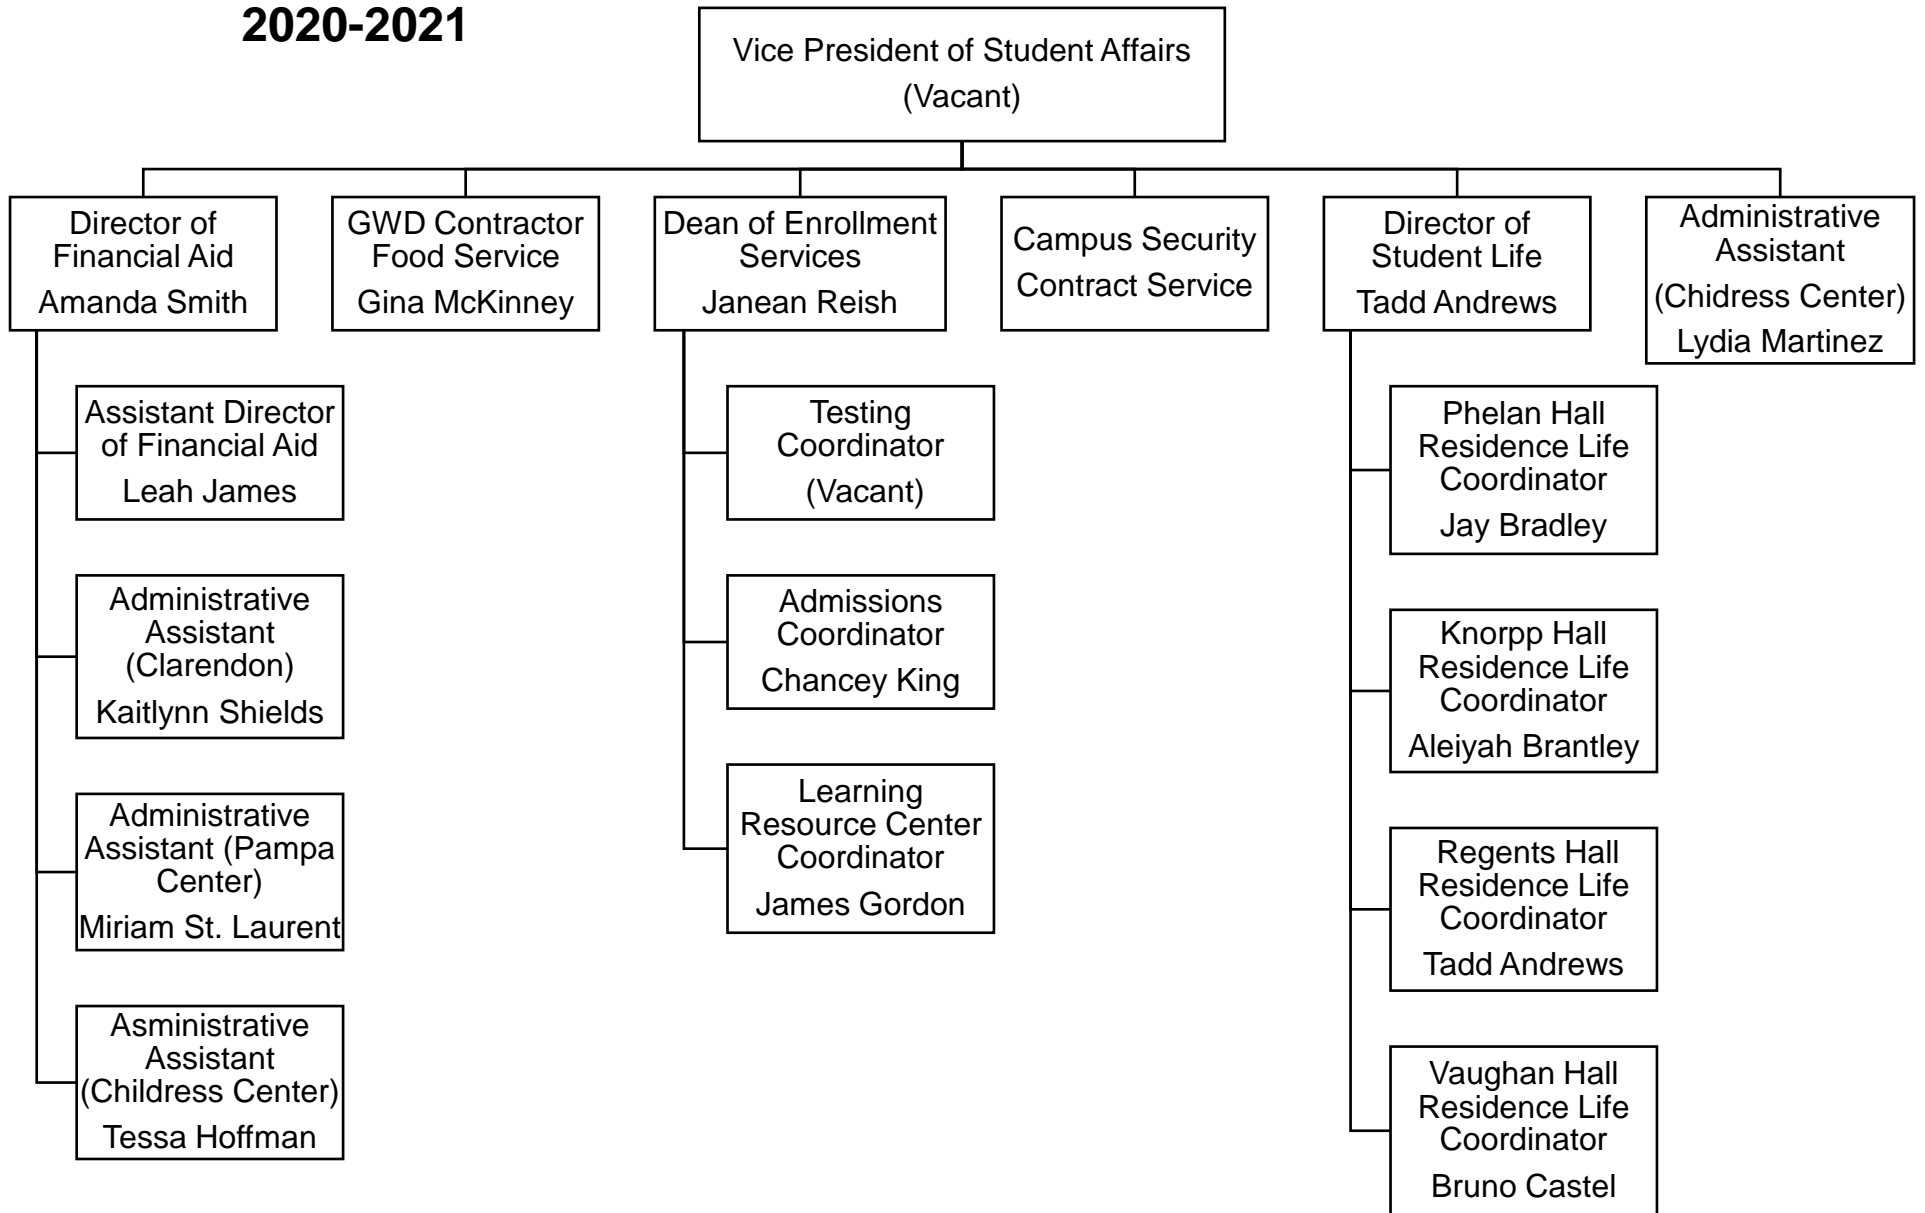 2020-2021
Vice President of Student Affairs
(Vacant)
Director of
Financial Aid
Amanda Smith
GWD Contractor
Food Service
Gina McKinney
Dean of Enrollment
Services
Janean Reish
Campus Security
Contract Service
Director of
Student Life
Tadd Andrews
Administrative
Assistant
(Chidress Center)
Lydia Martinez
Assistant Director
of Financial Aid
Leah James
Administrative
Assistant
(Clarendon)
Kaitlynn Shields
Administrative
Assistant (Pampa
Center)
Miriam St. Laurent
Asministrative
Assistant
(Childress Center)
Tessa Hoffman
Testing
Coordinator
(Vacant)
Admissions
Coordinator
Chancey King
Learning
Resource Center
Coordinator
James Gordon
Phelan Hall
Residence Life
Coordinator
Jay Bradley
Knorpp Hall
Residence Life
Coordinator
Aleiyah Brantley
Regents Hall
Residence Life
Coordinator
Tadd Andrews
Vaughan Hall
Residence Life
Coordinator
Bruno Castel